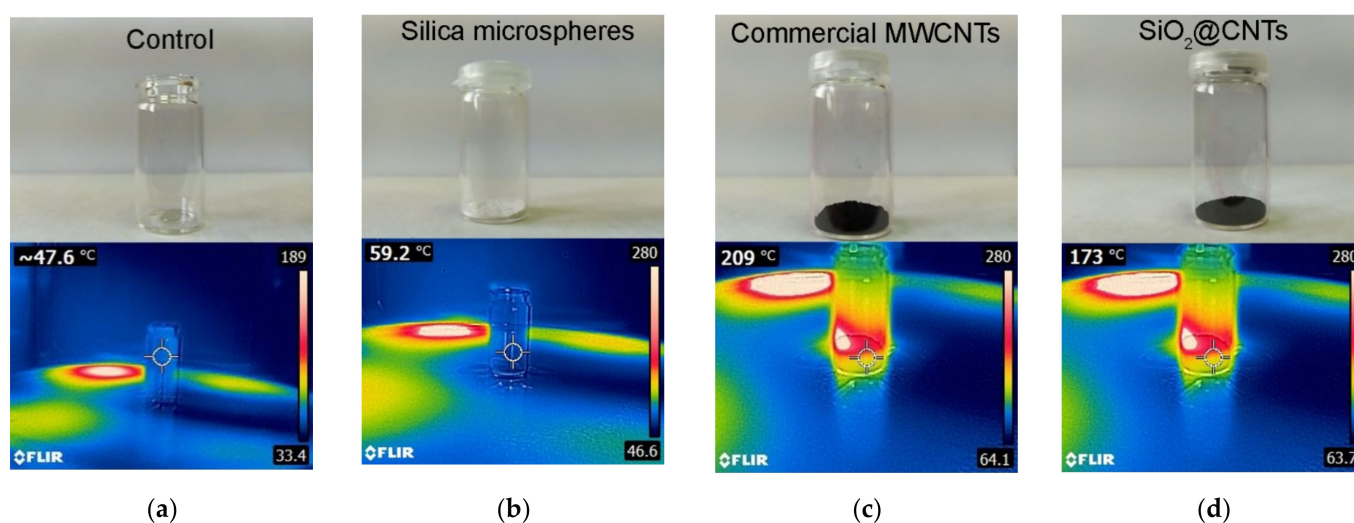 Control
Silica microspheres
Commercial MWCNTs
SiO₂@CNTs
~47.6 °C
189
59.2 °C
280
209 °C
280
173 °C
280
FLIR
33.4
FLIR
46.6
FLIR
64.1
FLIR
63.7
(a)
(b)
(c)
(d)